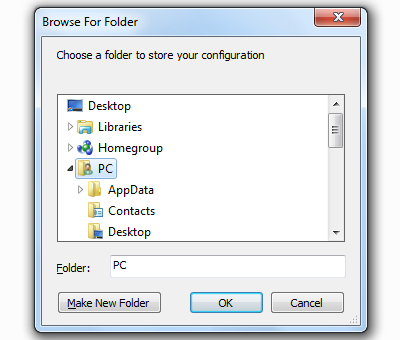 Browse For Folder
Choose a folder to store your configuration
Desktop
Libraries
Homegroup
PC
AppData
Contacts
Desktop
Folder: PC
Make New Folder OK Cancel